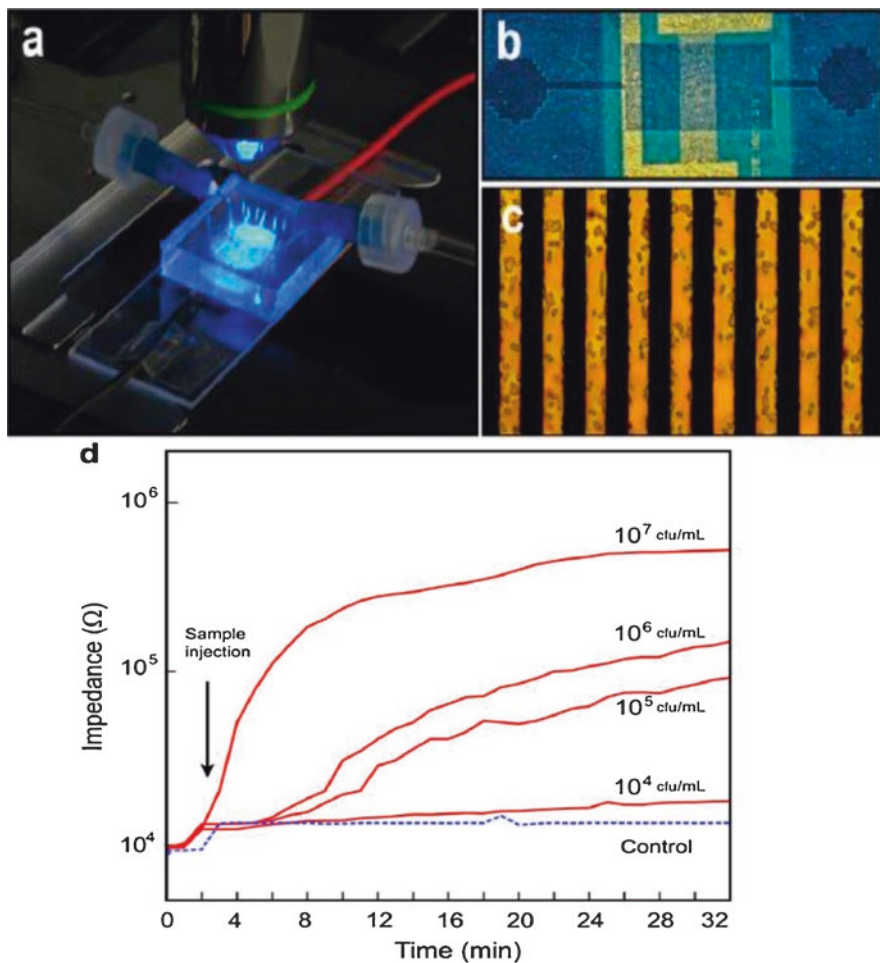 a
b
c
d
10⁶
10⁷ cfu/mL
Sample
injection
10⁶ cfu/mL
10⁵
10⁵ cfu/mL
10⁴ cfu/mL
10⁴
Control
Impedance (Ω)
0 4 8 12 16 20 24 28 32
Time (min)